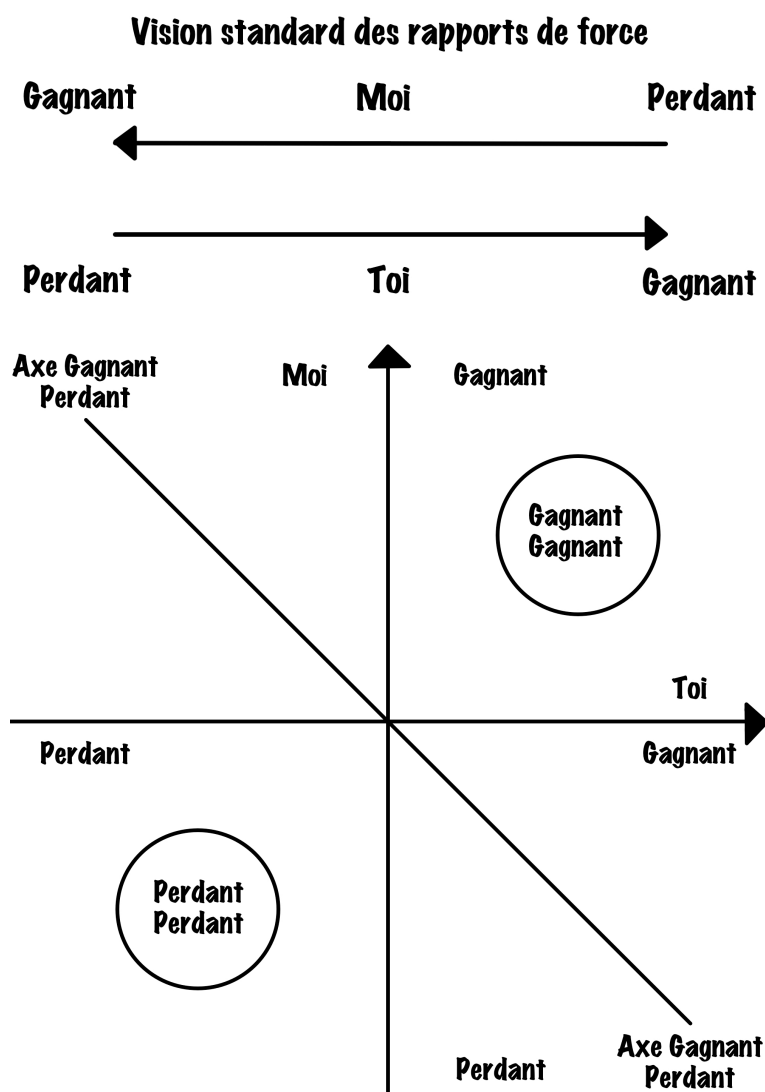 Vision standard des rapports de force
Gagnant Moi Perdant
Perdant Toi Gagnant
Axe Gagnant
Perdant
Moi Gagnant
Gagnant
Gagnant
Toi
Perdant Gagnant
Perdant
Perdant
Perdant
Axe Gagnant
Perdant